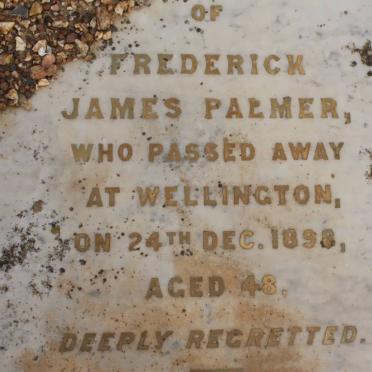 OF
FREDERICK
JAMES PALMER,
WHO PASSED AWAY
AT WELLINGTON,
ON 24TH DEC. 1898,
AGED 48.
DEEPLY REGRETTED.